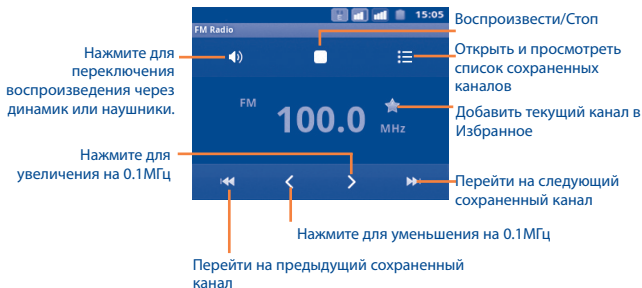 15:05
FM Radio
Воспроизвести/Стоп
Открыть и просмотреть
список сохраненных
каналов
Нажмите для
переключения
воспроизведения через
динамик или наушники.
FM
100.0
MHz
Добавить текущий канал в
Избранное
Нажмите для
увеличения на 0.1МГц
Перейти на следующий
сохраненный канал
Нажмите для уменьшения на 0.1МГц
Перейти на предыдущий сохраненный
канал